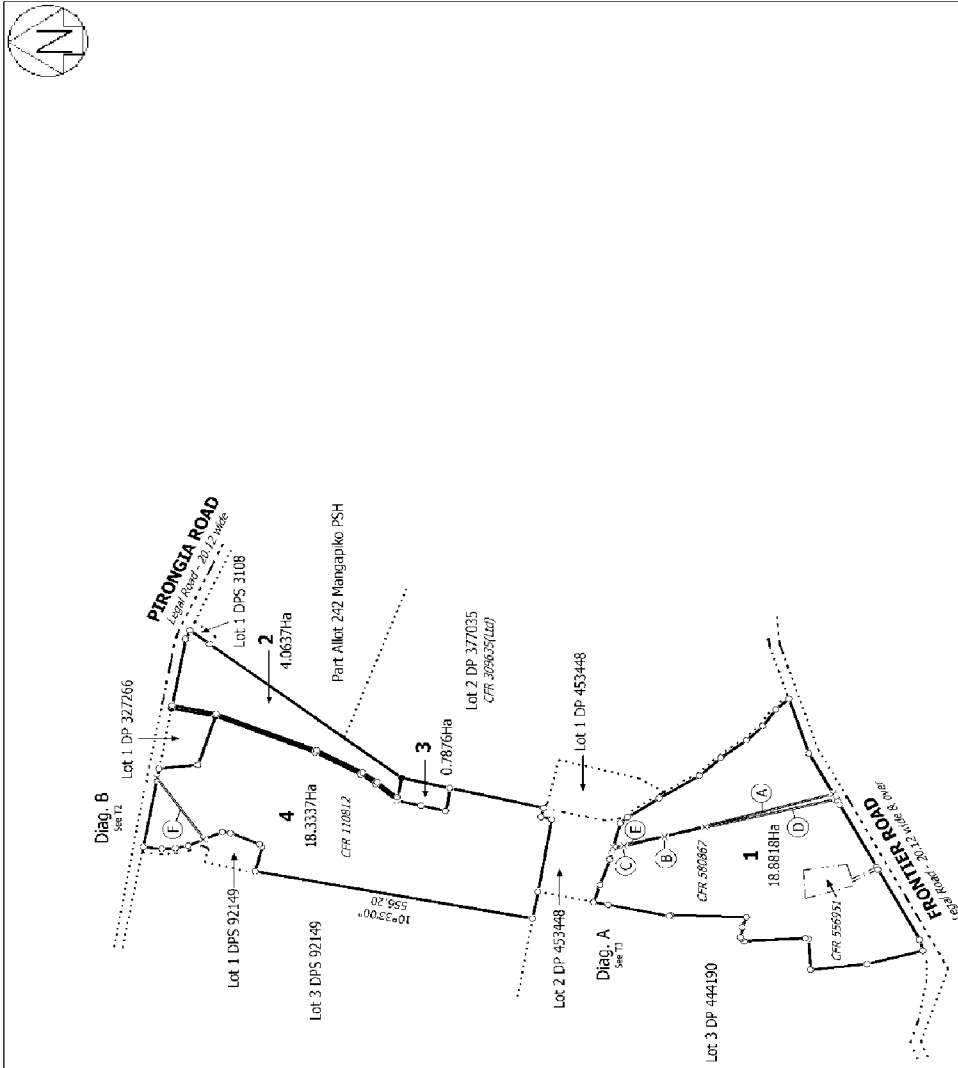 N
PIRONGIA ROAD
Legal Road - 20.12 wide
Lot 1 DPS 3108
2
4.0637Ha
Part Allot 242 Mangapiko PSH
Lot 1 DP 327266
Diag. B
See T2
F
4
18.3337Ha
CFR 110812
3
0.7876Ha
Lot 2 DP 377035
CFR 309635(Ltd)
Lot 1 DPS 92149
Lot 3 DPS 92149
10°33'00"
556.20
Lot 2 DP 453448
Lot 1 DP 453448
Diag. A
E
C
B
A
D
CFR 580867
1
18.8818Ha
CFR 556951
Lot 3 DP 444190
FRONTIER ROAD
Legal Road - 20.12 wide & over